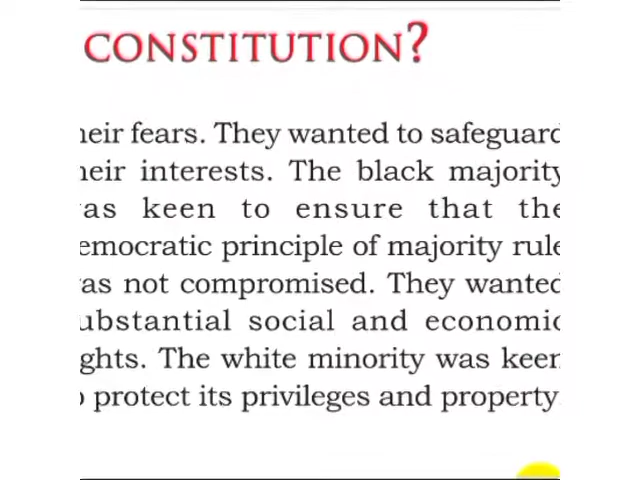 CONSTITUTION?
heir fears. They wanted to safeguard
heir interests. The black majority
as keen to ensure that the
emocratic principle of majority rule
as not compromised. They wanted
ubstantial social and economic
ghts. The white minority was keen
protect its privileges and property